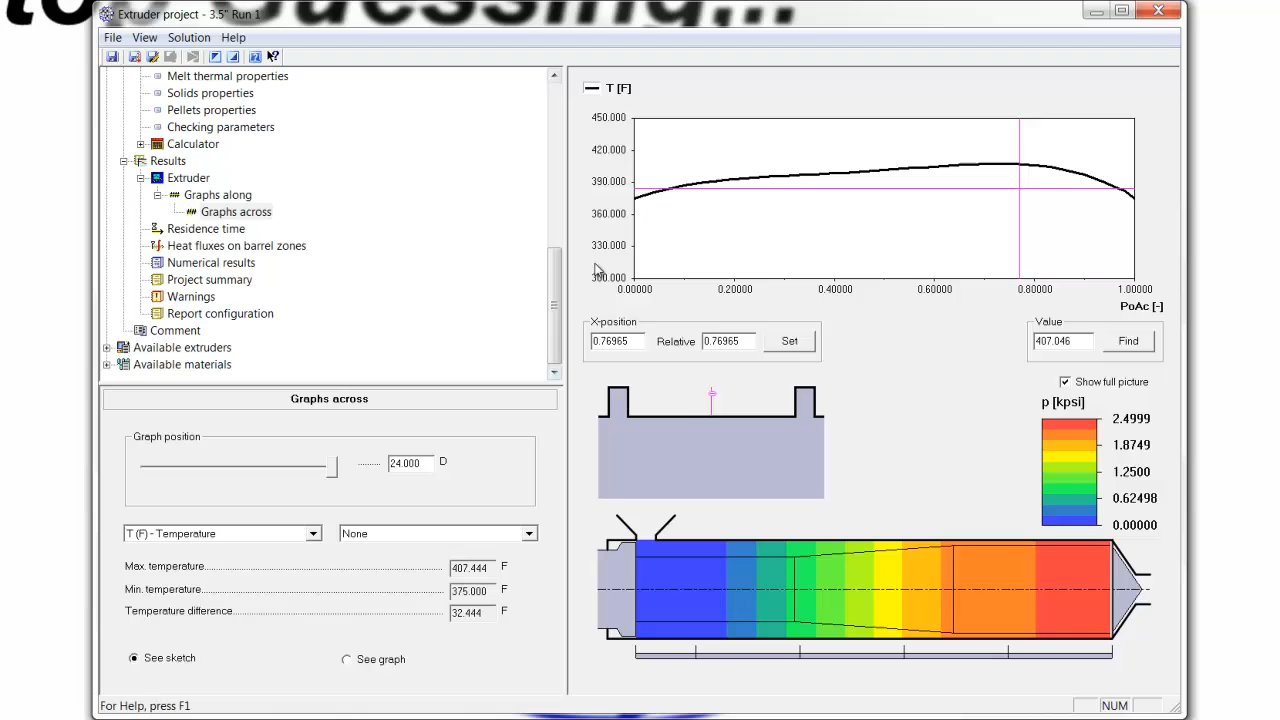 top guessing...
Extruder project - 3.5" Run 1
File View Solution Help
Melt thermal properties
Solids properties
Pellets properties
Checking parameters
Calculator
Results
Extruder
Graphs along
Graphs across
Residence time
Heat fluxes on barrel zones
Numerical results
Project summary
Warnings
Report configuration
Comment
Available extruders
Available materials
Graphs across
Graph position
24.000 D
T (F) - Temperature None
Max. temperature 407.444 F
Min. temperature 375.000 F
Temperature difference 32.444 F
See sketch See graph
T [F]
450.000
420.000
390.000
360.000
330.000
300.000
0.00000 0.20000 0.40000 0.60000 0.80000 1.00000
PoAc [-]
X-position
0.76965 Relative 0.76965 Set
Value
407.046 Find
Show full picture
p [kpsi]
2.4999
1.8749
1.2500
0.62498
0.00000
For Help, press F1
NUM